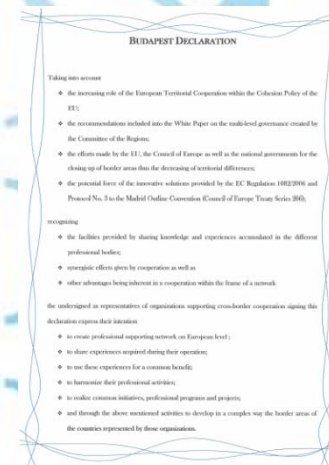 BUDAPEST DECLARATION
Taking into account
❖ the increasing role of the European Territorial Cooperation within the Cohesion Policy of the
EU;
❖ the recommendations included into the White Paper on the multi-level governance created by
the Committee of the Regions;
❖ the efforts made by the EU, the Council of Europe as well as the national governments for the
closing up of border areas thus the decreasing of territorial differences;
❖ the potential force of the innovative solutions provided by the EC Regulation 1082/2006 and
Protocol No. 3 to the Madrid Outline Convention (Council of Europe Treaty Series 206),
recognizing
❖ the facilities provided by sharing knowledge and experiences accumulated in the different
professional bodies;
❖ synergistic effects given by cooperation as well as
❖ other advantages being inherent in a cooperation within the frame of a network
the undersigned as representatives of organizations supporting cross-border cooperation signing this
declaration express their intention
❖ to create professional supporting network on European level ;
❖ to share experiences acquired during their operation;
❖ to use these experiences for a common benefit;
❖ to harmonize their professional activities;
❖ to realize common initiatives, professional programs and projects;
❖ and through the above mentioned activities to develop in a complex way the border areas of
the countries represented by those organizations.